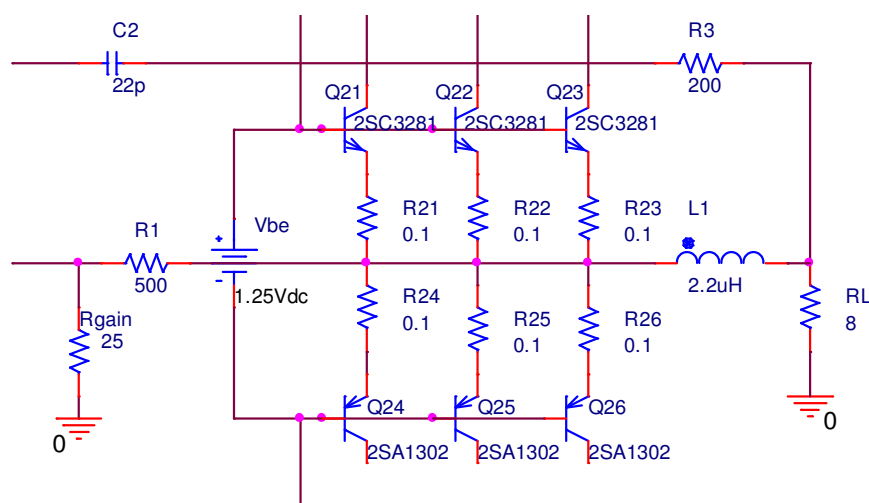 C2
22p
R3
200
Q21
2SC3281
Q22
2SC3281
Q23
2SC3281
R21
0.1
R22
0.1
R23
0.1
L1
2.2uH
R1
500
+
Vbe
-
1.25Vdc
Rgain
25
R24
0.1
R25
0.1
R26
0.1
RL
8
Q24
2SA1302
Q25
2SA1302
Q26
2SA1302
0
0